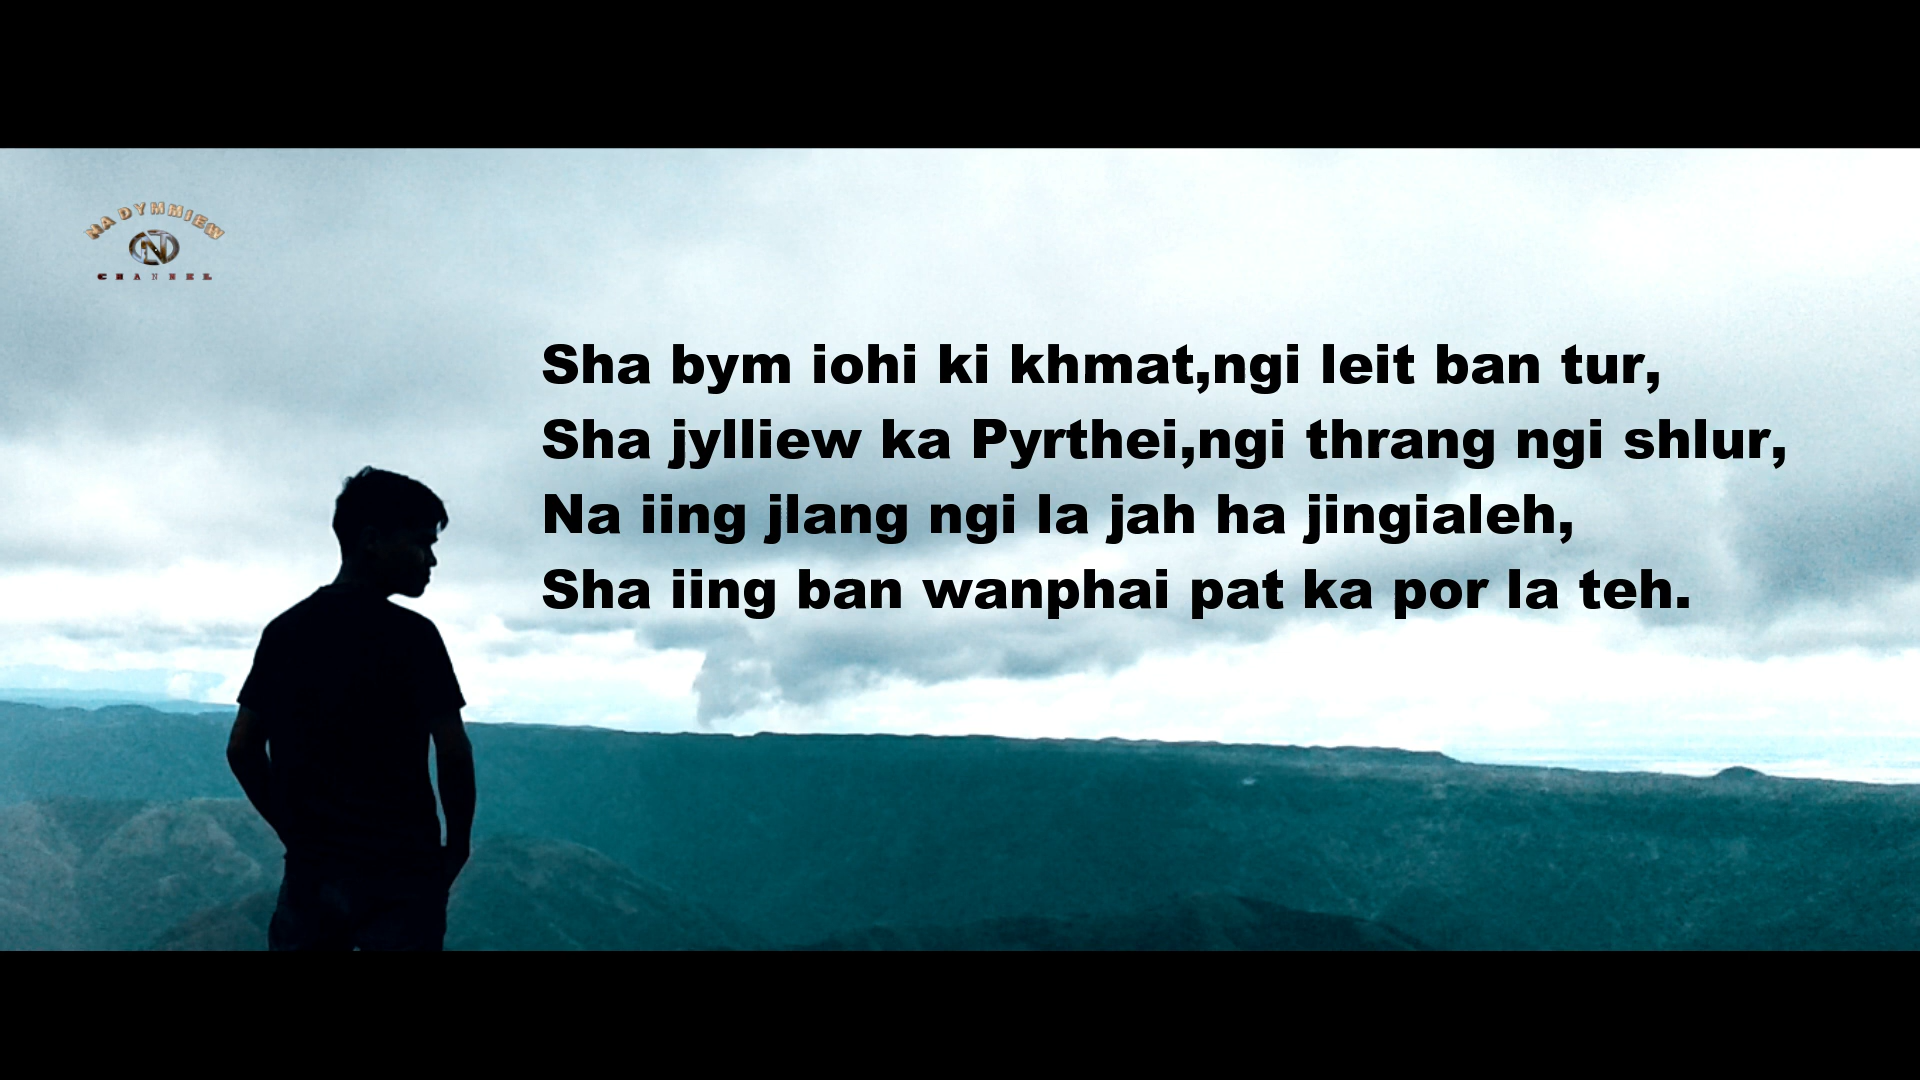 NA DYMMIEW
N
CHANNEL
Sha bym iohi ki khmat,ngi leit ban tur,
Sha jylliew ka Pyrthei,ngi thrang ngi shlur,
Na iing jlang ngi la jah ha jingialeh,
Sha iing ban wanphai pat ka por la teh.